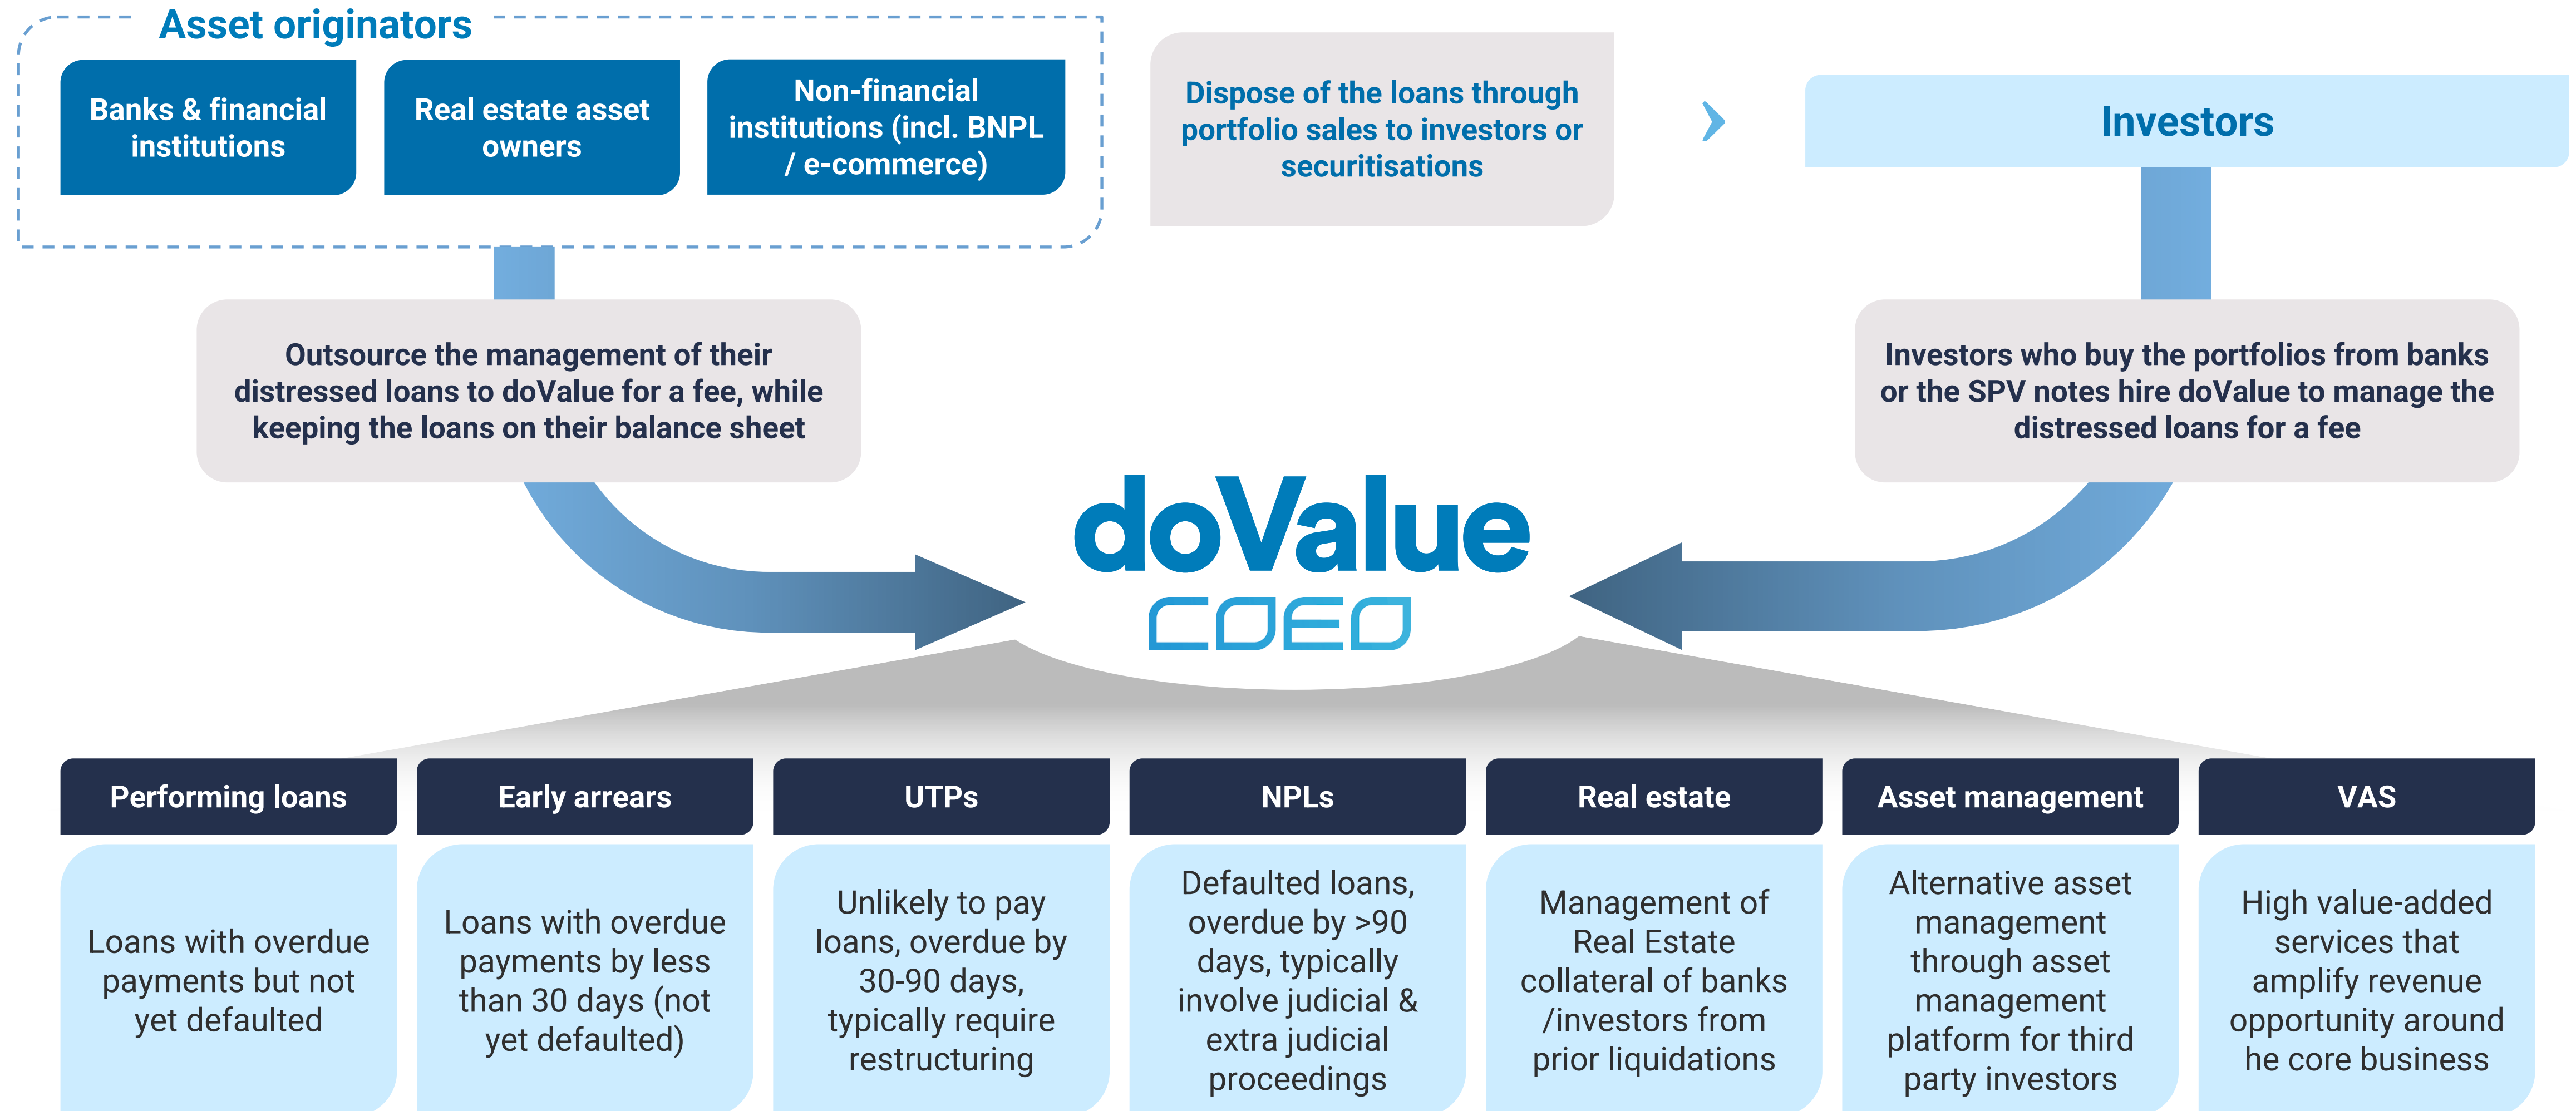 Asset originators
Banks & financial
institutions
Real estate asset
owners
Non-financial
institutions (incl. BNPL
/ e-commerce)
Dispose of the loans through
portfolio sales to investors or
securitisations
Investors
Outsource the management of their
distressed loans to doValue for a fee, while
keeping the loans on their balance sheet
Investors who buy the portfolios from banks
or the SPV notes hire doValue to manage the
distressed loans for a fee
doValue
COEO
Performing loans
Loans with overdue
payments but not
yet defaulted
Early arrears
Loans with overdue
payments by less
than 30 days (not
yet defaulted)
UTPs
Unlikely to pay
loans, overdue by
30-90 days,
typically require
restructuring
NPLs
Defaulted loans,
overdue by >90
days, typically
involve judicial &
extra judicial
proceedings
Real estate
Management of
Real Estate
collateral of banks
/investors from
prior liquidations
Asset management
Alternative asset
management
through asset
management
platform for third
party investors
VAS
High value-added
services that
amplify revenue
opportunity around
he core business